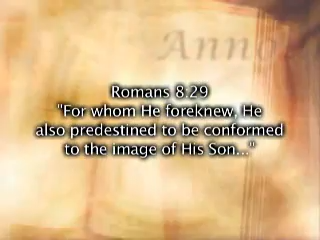 Anno
Romans 8:29
"For whom He foreknew, He
also predestined to be conformed
to the image of His Son..."